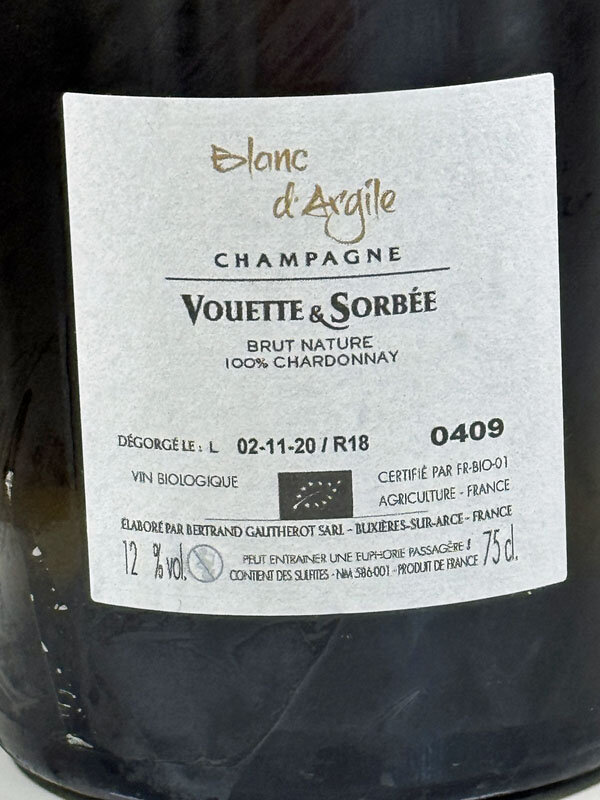 Blanc
d'Argile
CHAMPAGNE
VOUETTE & SORBÉE
BRUT NATURE
100% CHARDONNAY
DÉGORGÉ LE : L 02-11-20 / R18 0409
VIN BIOLOGIQUE
CERTIFIÉ PAR FR-BIO-01
AGRICULTURE - FRANCE
ÉLABORÉ PAR BERTRAND GAUTHEROT SARL - BUXIÈRES-SUR-ARCE - FRANCE
12 %vol.
PEUT ENTRAINER UNE EUPHORIE PASSAGÈRE !
CONTIENT DES SULFITES - NM 586-001 - PRODUIT DE FRANCE
75 cl.